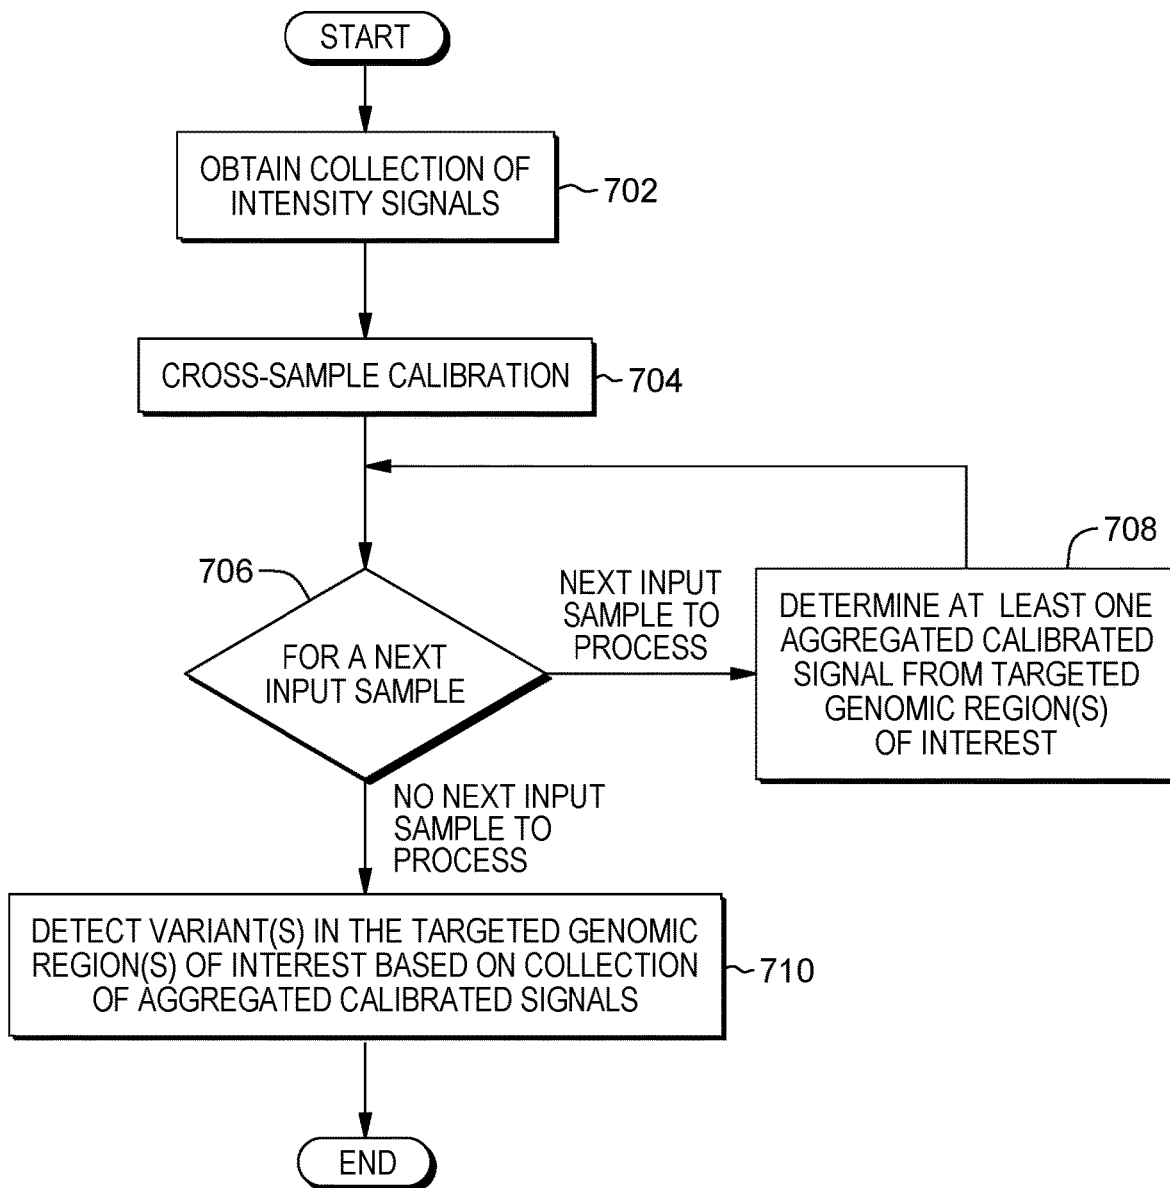 START
OBTAIN COLLECTION OF
INTENSITY SIGNALS
702
CROSS-SAMPLE CALIBRATION
704
706
FOR A NEXT
INPUT SAMPLE
NEXT INPUT
SAMPLE TO
PROCESS
708
DETERMINE AT LEAST ONE
AGGREGATED CALIBRATED
SIGNAL FROM TARGETED
GENOMIC REGION(S)
OF INTEREST
NO NEXT INPUT
SAMPLE TO
PROCESS
DETECT VARIANT(S) IN THE TARGETED GENOMIC
REGION(S) OF INTEREST BASED ON COLLECTION
OF AGGREGATED CALIBRATED SIGNALS
710
END